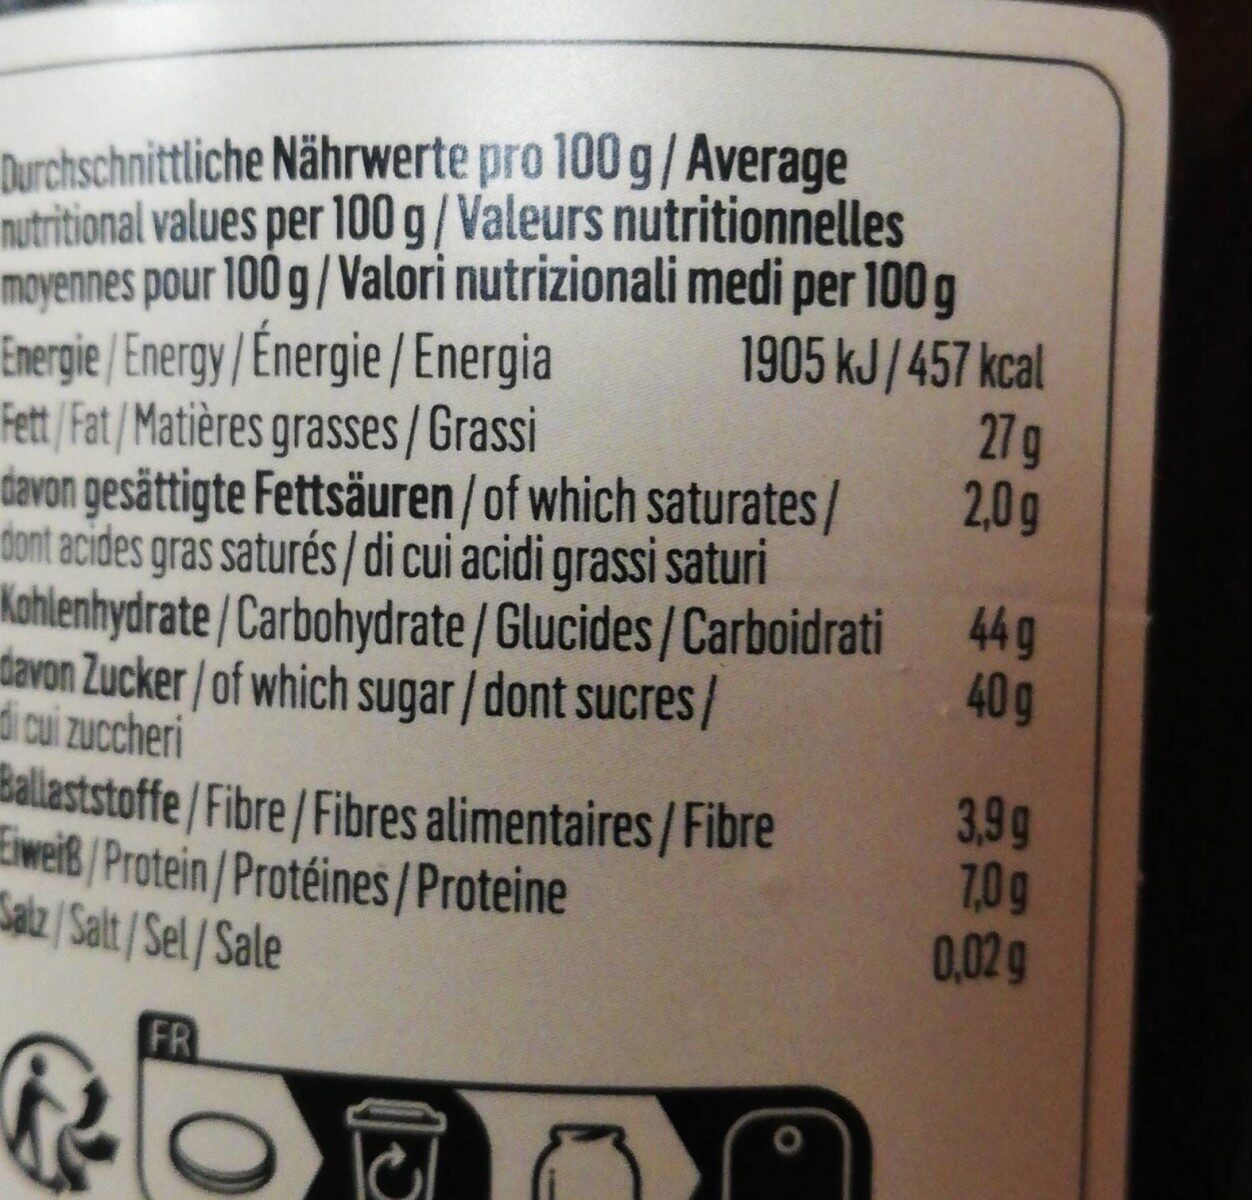 Durchschnittliche Nährwerte pro 100 g / Average
nutritional values per 100 g / Valeurs nutritionnelles
moyennes pour 100 g / Valori nutrizionali medi per 100 g
Energie / Energy / Énergie / Energia 1905 kJ / 457 kcal
Fett / Fat / Matières grasses / Grassi 27 g
davon gesättigte Fettsäuren / of which saturates / 2,0 g
dont acides gras saturés / di cui acidi grassi saturi
Kohlenhydrate / Carbohydrate / Glucides / Carboidrati 44 g
davon Zucker / of which sugar / dont sucres / 40 g
di cui zuccheri
Ballaststoffe / Fibre / Fibres alimentaires / Fibre 3,9 g
Eiweiß / Protein / Protéines / Proteine 7,0 g
Salz / Salt / Sel / Sale 0,02 g
FR